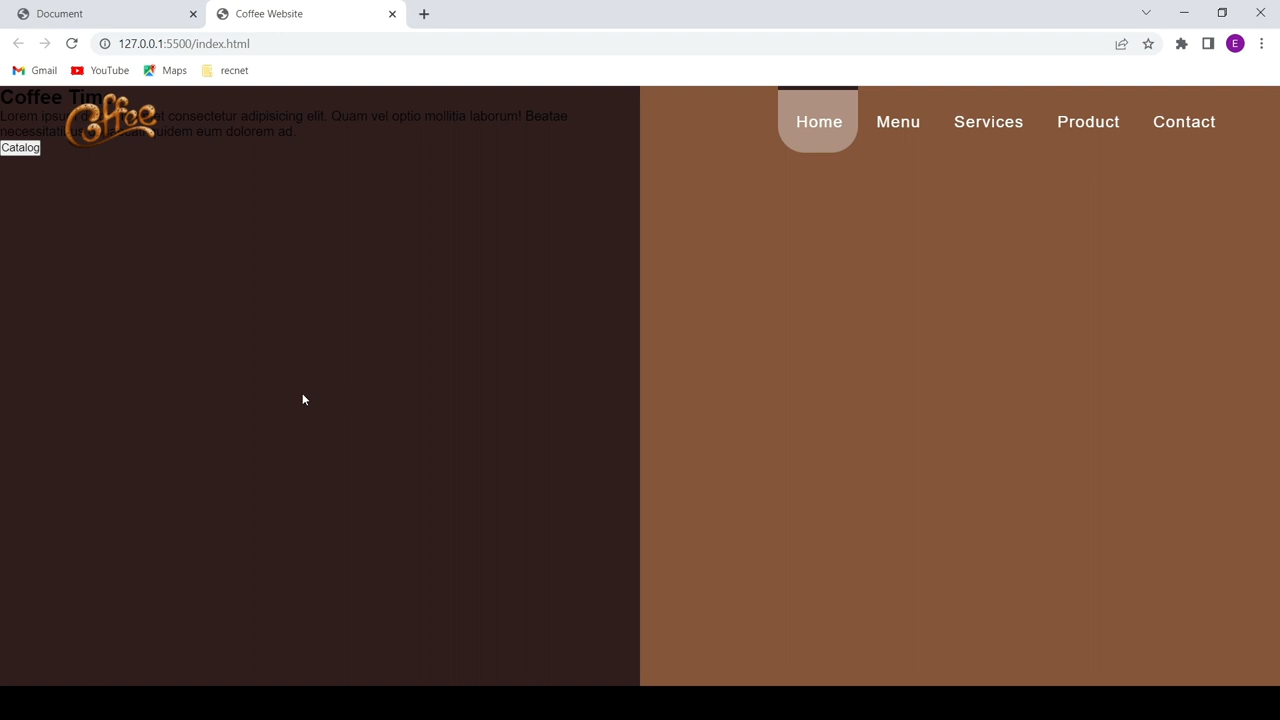 Document
Coffee Website
127.0.0.1:5500/index.html
E
Gmail
YouTube
Maps
recnet
Coffee Tim
Coffee
Home
Menu
Services
Product
Contact
Lorem ipsu et consectetur adipisicing elit. Quam vel optio mollitia laborum! Beatae
quidem eum dolorem ad.
Catalog